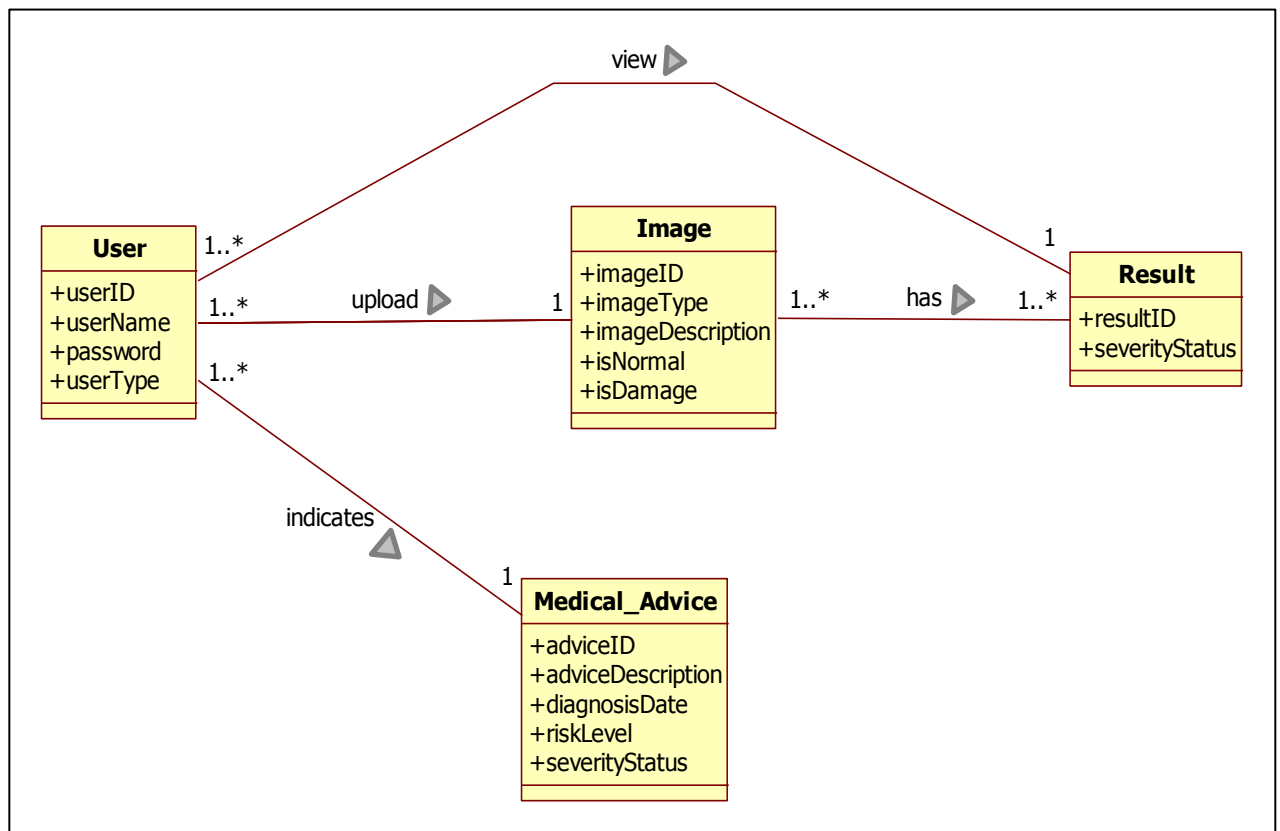 view
User
+userID
+userName
+password
+userType
1..*
1
1..*
upload
1
1..*
indicates
1
Image
+imageID
+imageType
+imageDescription
+isNormal
+isDamage
1..*
has
1..*
Result
+resultID
+severityStatus
Medical_Advice
+adviceID
+adviceDescription
+diagnosisDate
+riskLevel
+severityStatus